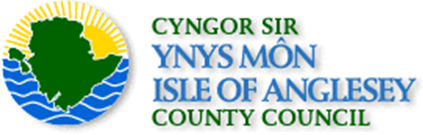 CYNGOR SIR
YNYS MÔN
ISLE OF ANGLESEY
COUNTY COUNCIL